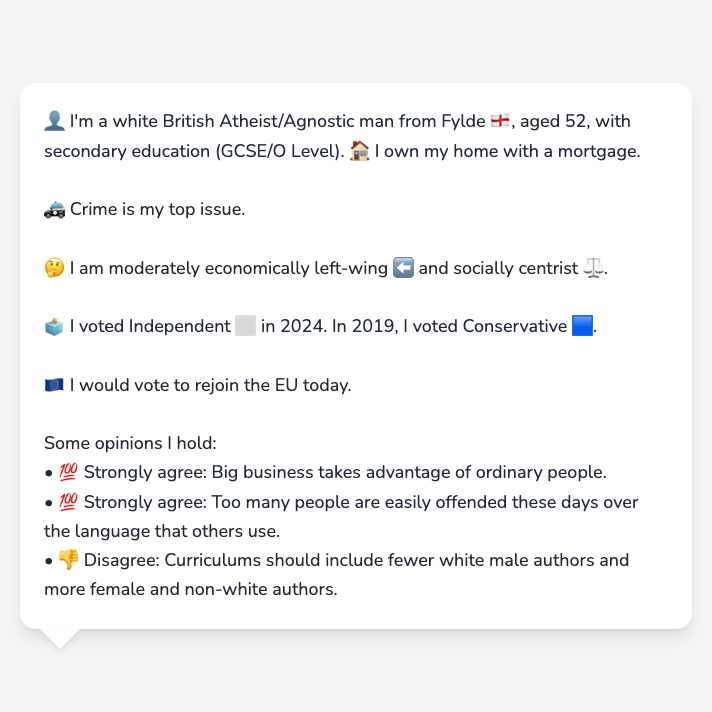 👤 I'm a white British Atheist/Agnostic man from Fylde 🏴󠁧󠁢󠁥󠁮󠁧󠁿, aged 52, with
secondary education (GCSE/O Level). 🏠 I own my home with a mortgage.
🚓 Crime is my top issue.
🤔 I am moderately economically left-wing ⬅️ and socially centrist ⚖️.
🗳️ I voted Independent ⬜ in 2024. In 2019, I voted Conservative 🟦.
🇪🇺 I would vote to rejoin the EU today.
Some opinions I hold:
• 💯 Strongly agree: Big business takes advantage of ordinary people.
• 💯 Strongly agree: Too many people are easily offended these days over
the language that others use.
• 👎 Disagree: Curriculums should include fewer white male authors and
more female and non-white authors.